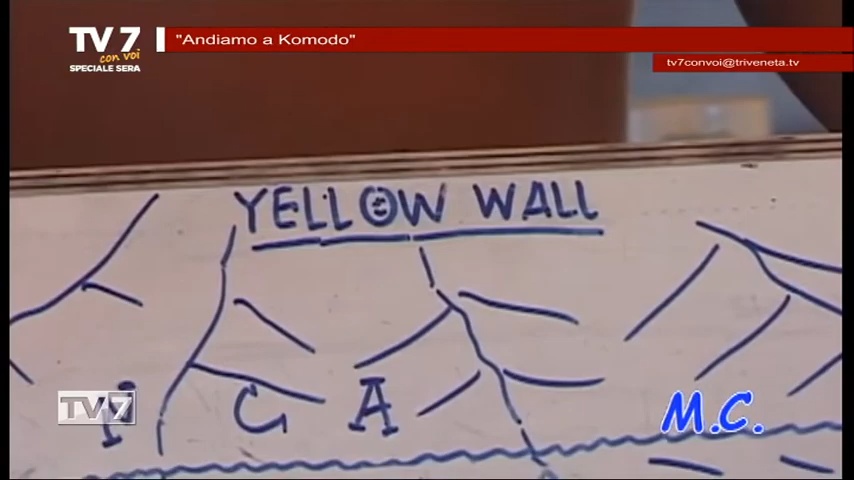 TV7
con voi
SPECIALE SERA
"Andiamo a Komodo"
tv7convoi@triveneta.tv
YELLOW WALL
C A
TV7
M.C.